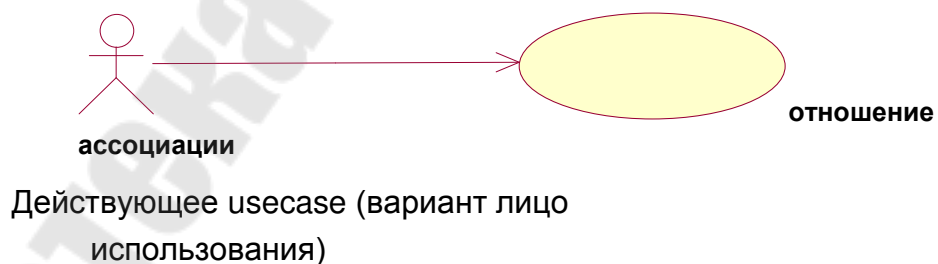 отношение
ассоциации
Действующее usecase (вариант лицо
использования)